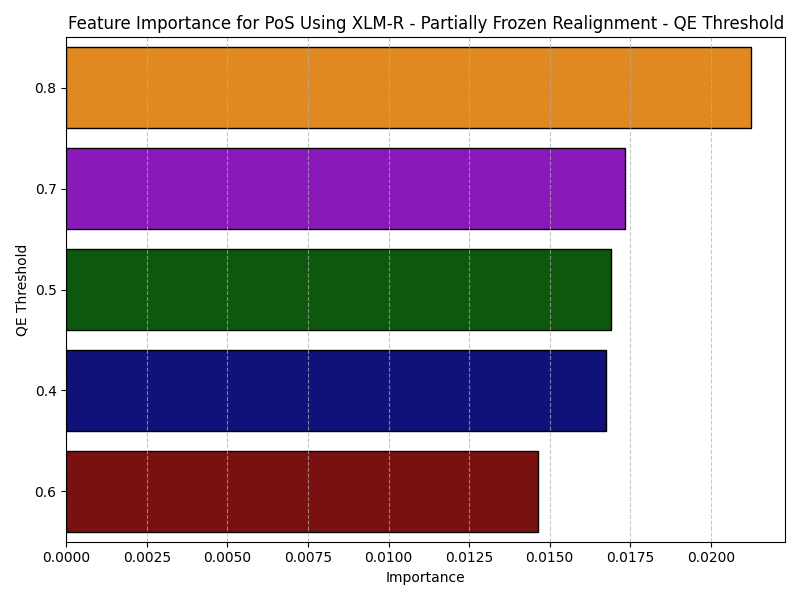 Feature Importance for PoS Using XLM-R - Partially Frozen Realignment - QE Threshold
0.8
0.7
0.5
0.4
0.6
QE Threshold
0.0000 0.0025 0.0050 0.0075 0.0100 0.0125 0.0150 0.0175 0.0200
Importance